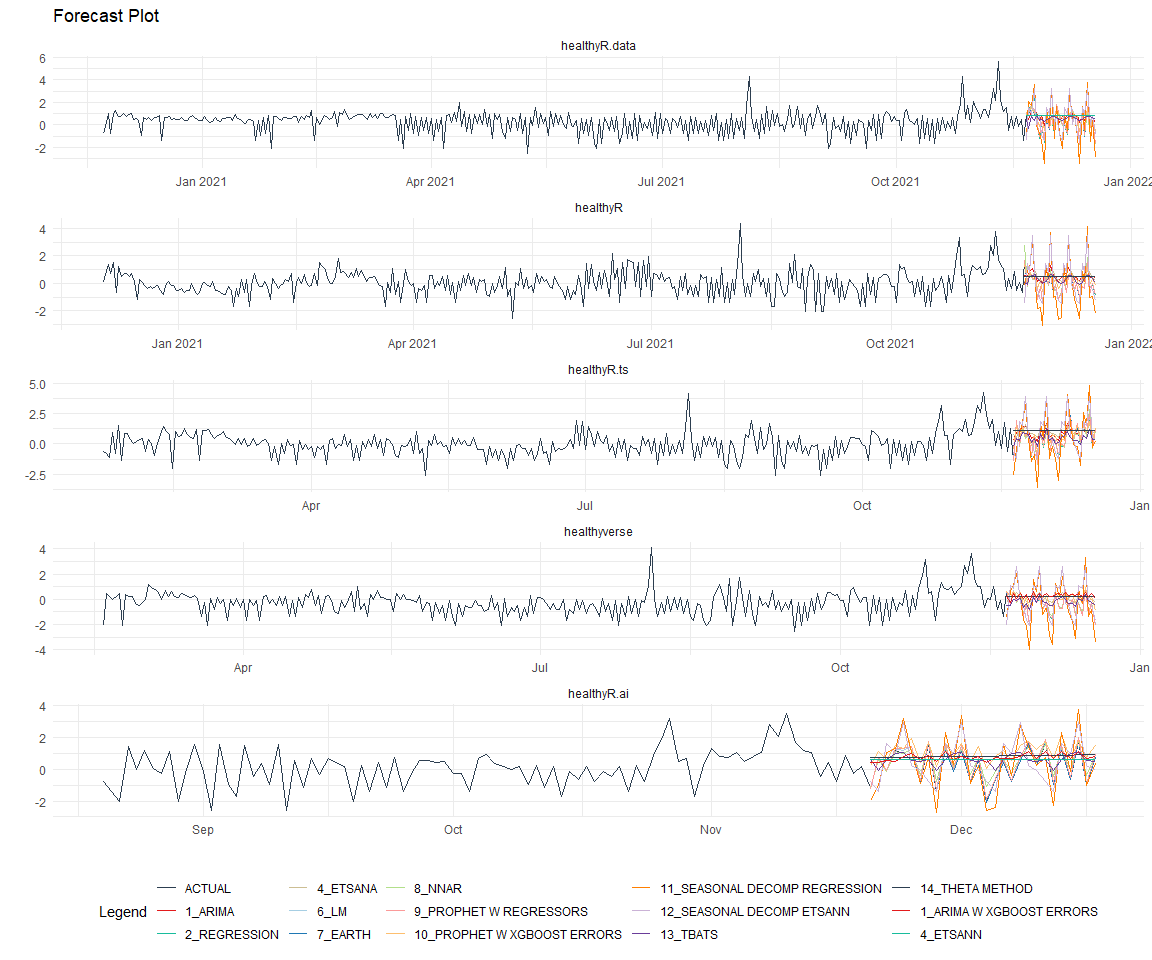 Forecast Plot
healthyR.data
6
4
2
0
-2
Jan 2021 Apr 2021 Jul 2021 Oct 2021 Jan 2022
healthyR
4
2
0
-2
Jan 2021 Apr 2021 Jul 2021 Oct 2021 Jan 2022
healthyR.ts
5.0
2.5
0.0
-2.5
Apr Jul Oct Jan
healthyverse
4
2
0
-2
-4
Apr Jul Oct Jan
healthyR.ai
4
2
0
-2
Sep Oct Nov Dec
ACTUAL 4_ETSANA 8_NNAR 11_SEASONAL DECOMP REGRESSION 14_THETA METHOD
Legend 1_ARIMA 6_LM 9_PROPHET W REGRESSORS 12_SEASONAL DECOMP ETSANN 1_ARIMA W XGBOOST ERRORS
2_REGRESSION 7_EARTH 10_PROPHET W XGBOOST ERRORS 13_TBATS 4_ETSANN